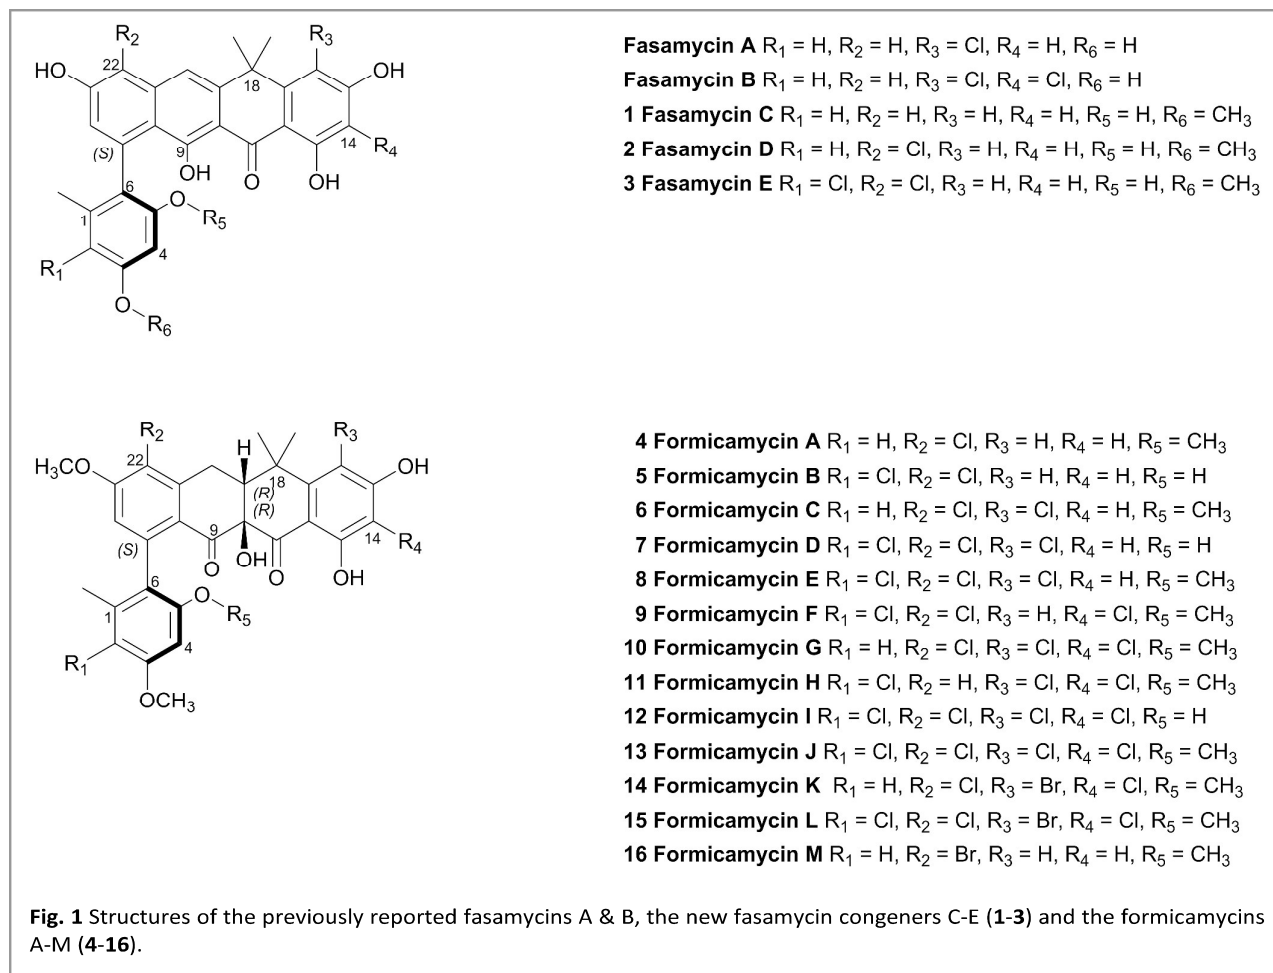 R₂
R₃
HO
22
18
OH
9
14
R₄
(S)
OH
O
OH
6
1
O
R₅
R₁
4
O
R₆
Fasamycin A R₁ = H, R₂ = H, R₃ = Cl, R₄ = H, R₆ = H
Fasamycin B R₁ = H, R₂ = H, R₃ = Cl, R₄ = Cl, R₆ = H
1 Fasamycin C R₁ = H, R₂ = H, R₃ = H, R₄ = H, R₅ = H, R₆ = CH₃
2 Fasamycin D R₁ = H, R₂ = Cl, R₃ = H, R₄ = H, R₅ = H, R₆ = CH₃
3 Fasamycin E R₁ = Cl, R₂ = Cl, R₃ = H, R₄ = H, R₅ = H, R₆ = CH₃
R₂
H
R₃
H₃CO
22
18
OH
(R)
(R)
9
14
R₄
(S)
O
OH
O
OH
6
1
O
R₅
R₁
4
OCH₃
4 Formicamycin A R₁ = H, R₂ = Cl, R₃ = H, R₄ = H, R₅ = CH₃
5 Formicamycin B R₁ = Cl, R₂ = Cl, R₃ = H, R₄ = H, R₅ = H
6 Formicamycin C R₁ = H, R₂ = Cl, R₃ = Cl, R₄ = H, R₅ = CH₃
7 Formicamycin D R₁ = Cl, R₂ = Cl, R₃ = Cl, R₄ = H, R₅ = H
8 Formicamycin E R₁ = Cl, R₂ = Cl, R₃ = Cl, R₄ = H, R₅ = CH₃
9 Formicamycin F R₁ = Cl, R₂ = Cl, R₃ = H, R₄ = Cl, R₅ = CH₃
10 Formicamycin G R₁ = H, R₂ = Cl, R₃ = Cl, R₄ = Cl, R₅ = CH₃
11 Formicamycin H R₁ = Cl, R₂ = H, R₃ = Cl, R₄ = Cl, R₅ = CH₃
12 Formicamycin I R₁ = Cl, R₂ = Cl, R₃ = Cl, R₄ = Cl, R₅ = H
13 Formicamycin J R₁ = Cl, R₂ = Cl, R₃ = Cl, R₄ = Cl, R₅ = CH₃
14 Formicamycin K R₁ = H, R₂ = Cl, R₃ = Br, R₄ = Cl, R₅ = CH₃
15 Formicamycin L R₁ = Cl, R₂ = Cl, R₃ = Br, R₄ = Cl, R₅ = CH₃
16 Formicamycin M R₁ = H, R₂ = Br, R₃ = H, R₄ = H, R₅ = CH₃
Fig. 1 Structures of the previously reported fasamycins A & B, the new fasamycin congeners C-E (1-3) and the formicamycins
A-M (4-16).